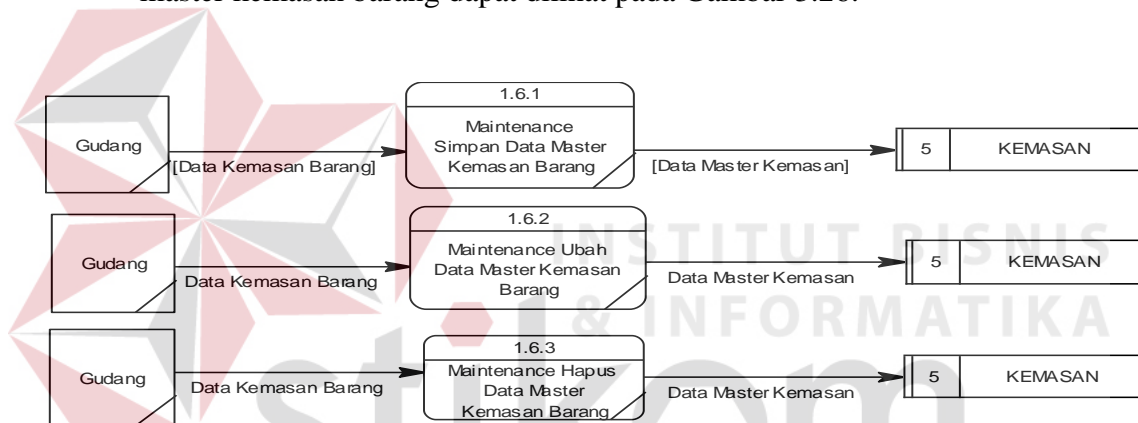 master kemasan barang dapat dilihat pada Gambar 3.20.
1.6.1
Gudang
[Data Kemasan Barang]
Maintenance
Simpan Data Master
Kemasan Barang
[Data Master Kemasan]
5 KEMASAN
1.6.2
Gudang
Data Kemasan Barang
Maintenance Ubah
Data Master Kemasan
Barang
Data Master Kemasan
5 KEMASAN
1.6.3
Gudang
Data Kemasan Barang
Maintenance Hapus
Data Master
Kemasan Barang
Data Master Kemasan
5 KEMASAN
INSTITUT BISNIS
& INFORMATIKA
stikom